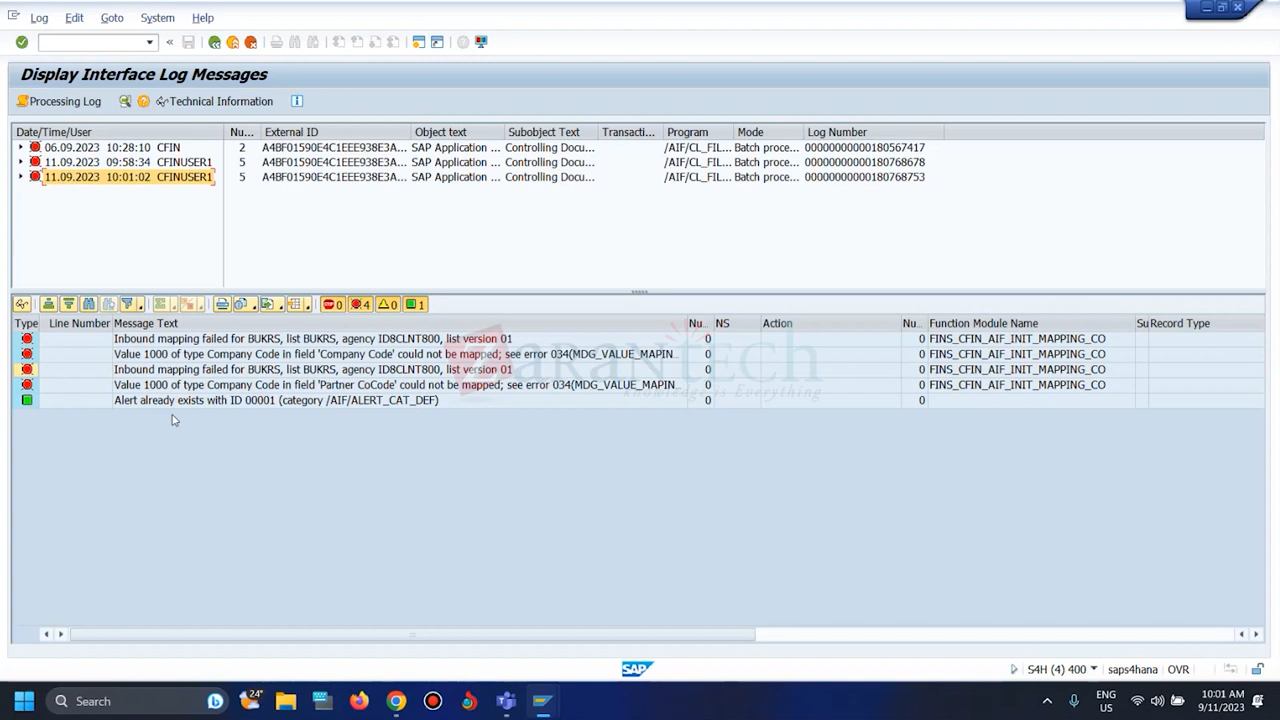 Log Edit Goto System Help
Display Interface Log Messages
Processing Log Technical Information
Date/Time/User Nu... External ID Object text Subobject Text Transacti... Program Mode Log Number
06.09.2023 10:28:10 CFIN 2 A4BF01590E4C1EEE938E3A... SAP Application ... Controlling Docu... /AIF/CL_FIL... Batch proce... 00000000000180567417
11.09.2023 09:58:34 CFINUSER1 5 A4BF01590E4C1EEE938E3A... SAP Application ... Controlling Docu... /AIF/CL_FIL... Batch proce... 00000000000180768678
11.09.2023 10:01:02 CFINUSER1 5 A4BF01590E4C1EEE938E3A... SAP Application ... Controlling Docu... /AIF/CL_FIL... Batch proce... 00000000000180768753
STOP 0 4 0 1
Type Line Number Message Text Nu... NS Action Nu... Function Module Name Su Record Type
Inbound mapping failed for BUKRS, list BUKRS, agency ID8CLNT800, list version 01 0 0 FINS_CFIN_AIF_INIT_MAPPING_CO
Value 1000 of type Company Code in field 'Company Code' could not be mapped; see error 034(MDG_VALUE_MAPIN... 0 0 FINS_CFIN_AIF_INIT_MAPPING_CO
Inbound mapping failed for BUKRS, list BUKRS, agency ID8CLNT800, list version 01 0 0 FINS_CFIN_AIF_INIT_MAPPING_CO
Value 1000 of type Company Code in field 'Partner CoCode' could not be mapped; see error 034(MDG_VALUE_MAPIN... 0 0 FINS_CFIN_AIF_INIT_MAPPING_CO
Alert already exists with ID 00001 (category /AIF/ALERT_CAT_DEF) 0 0
ZARANTECH
Knowledge is Everything
SAP S4H (4) 400 saps4hana OVR
Search 24° ENG US 10:01 AM 9/11/2023